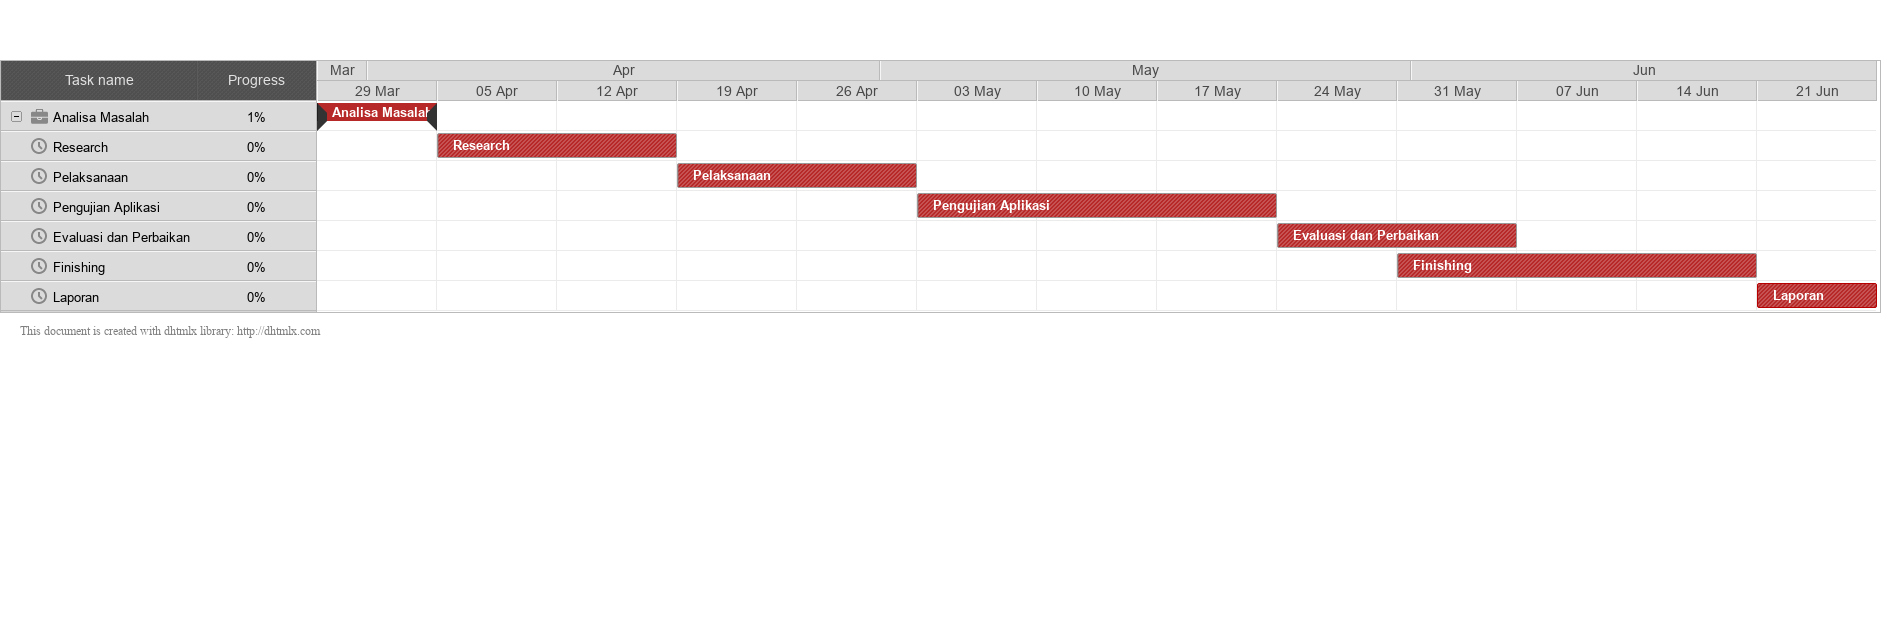 Task name Progress Mar Apr May Jun
29 Mar 05 Apr 12 Apr 19 Apr 26 Apr 03 May 10 May 17 May 24 May 31 May 07 Jun 14 Jun 21 Jun
Analisa Masalah 1% Analisa Masalah
Research 0% Research
Pelaksanaan 0% Pelaksanaan
Pengujian Aplikasi 0% Pengujian Aplikasi
Evaluasi dan Perbaikan 0% Evaluasi dan Perbaikan
Finishing 0% Finishing
Laporan 0% Laporan
This document is created with dhtmlx library: http://dhtmlx.com